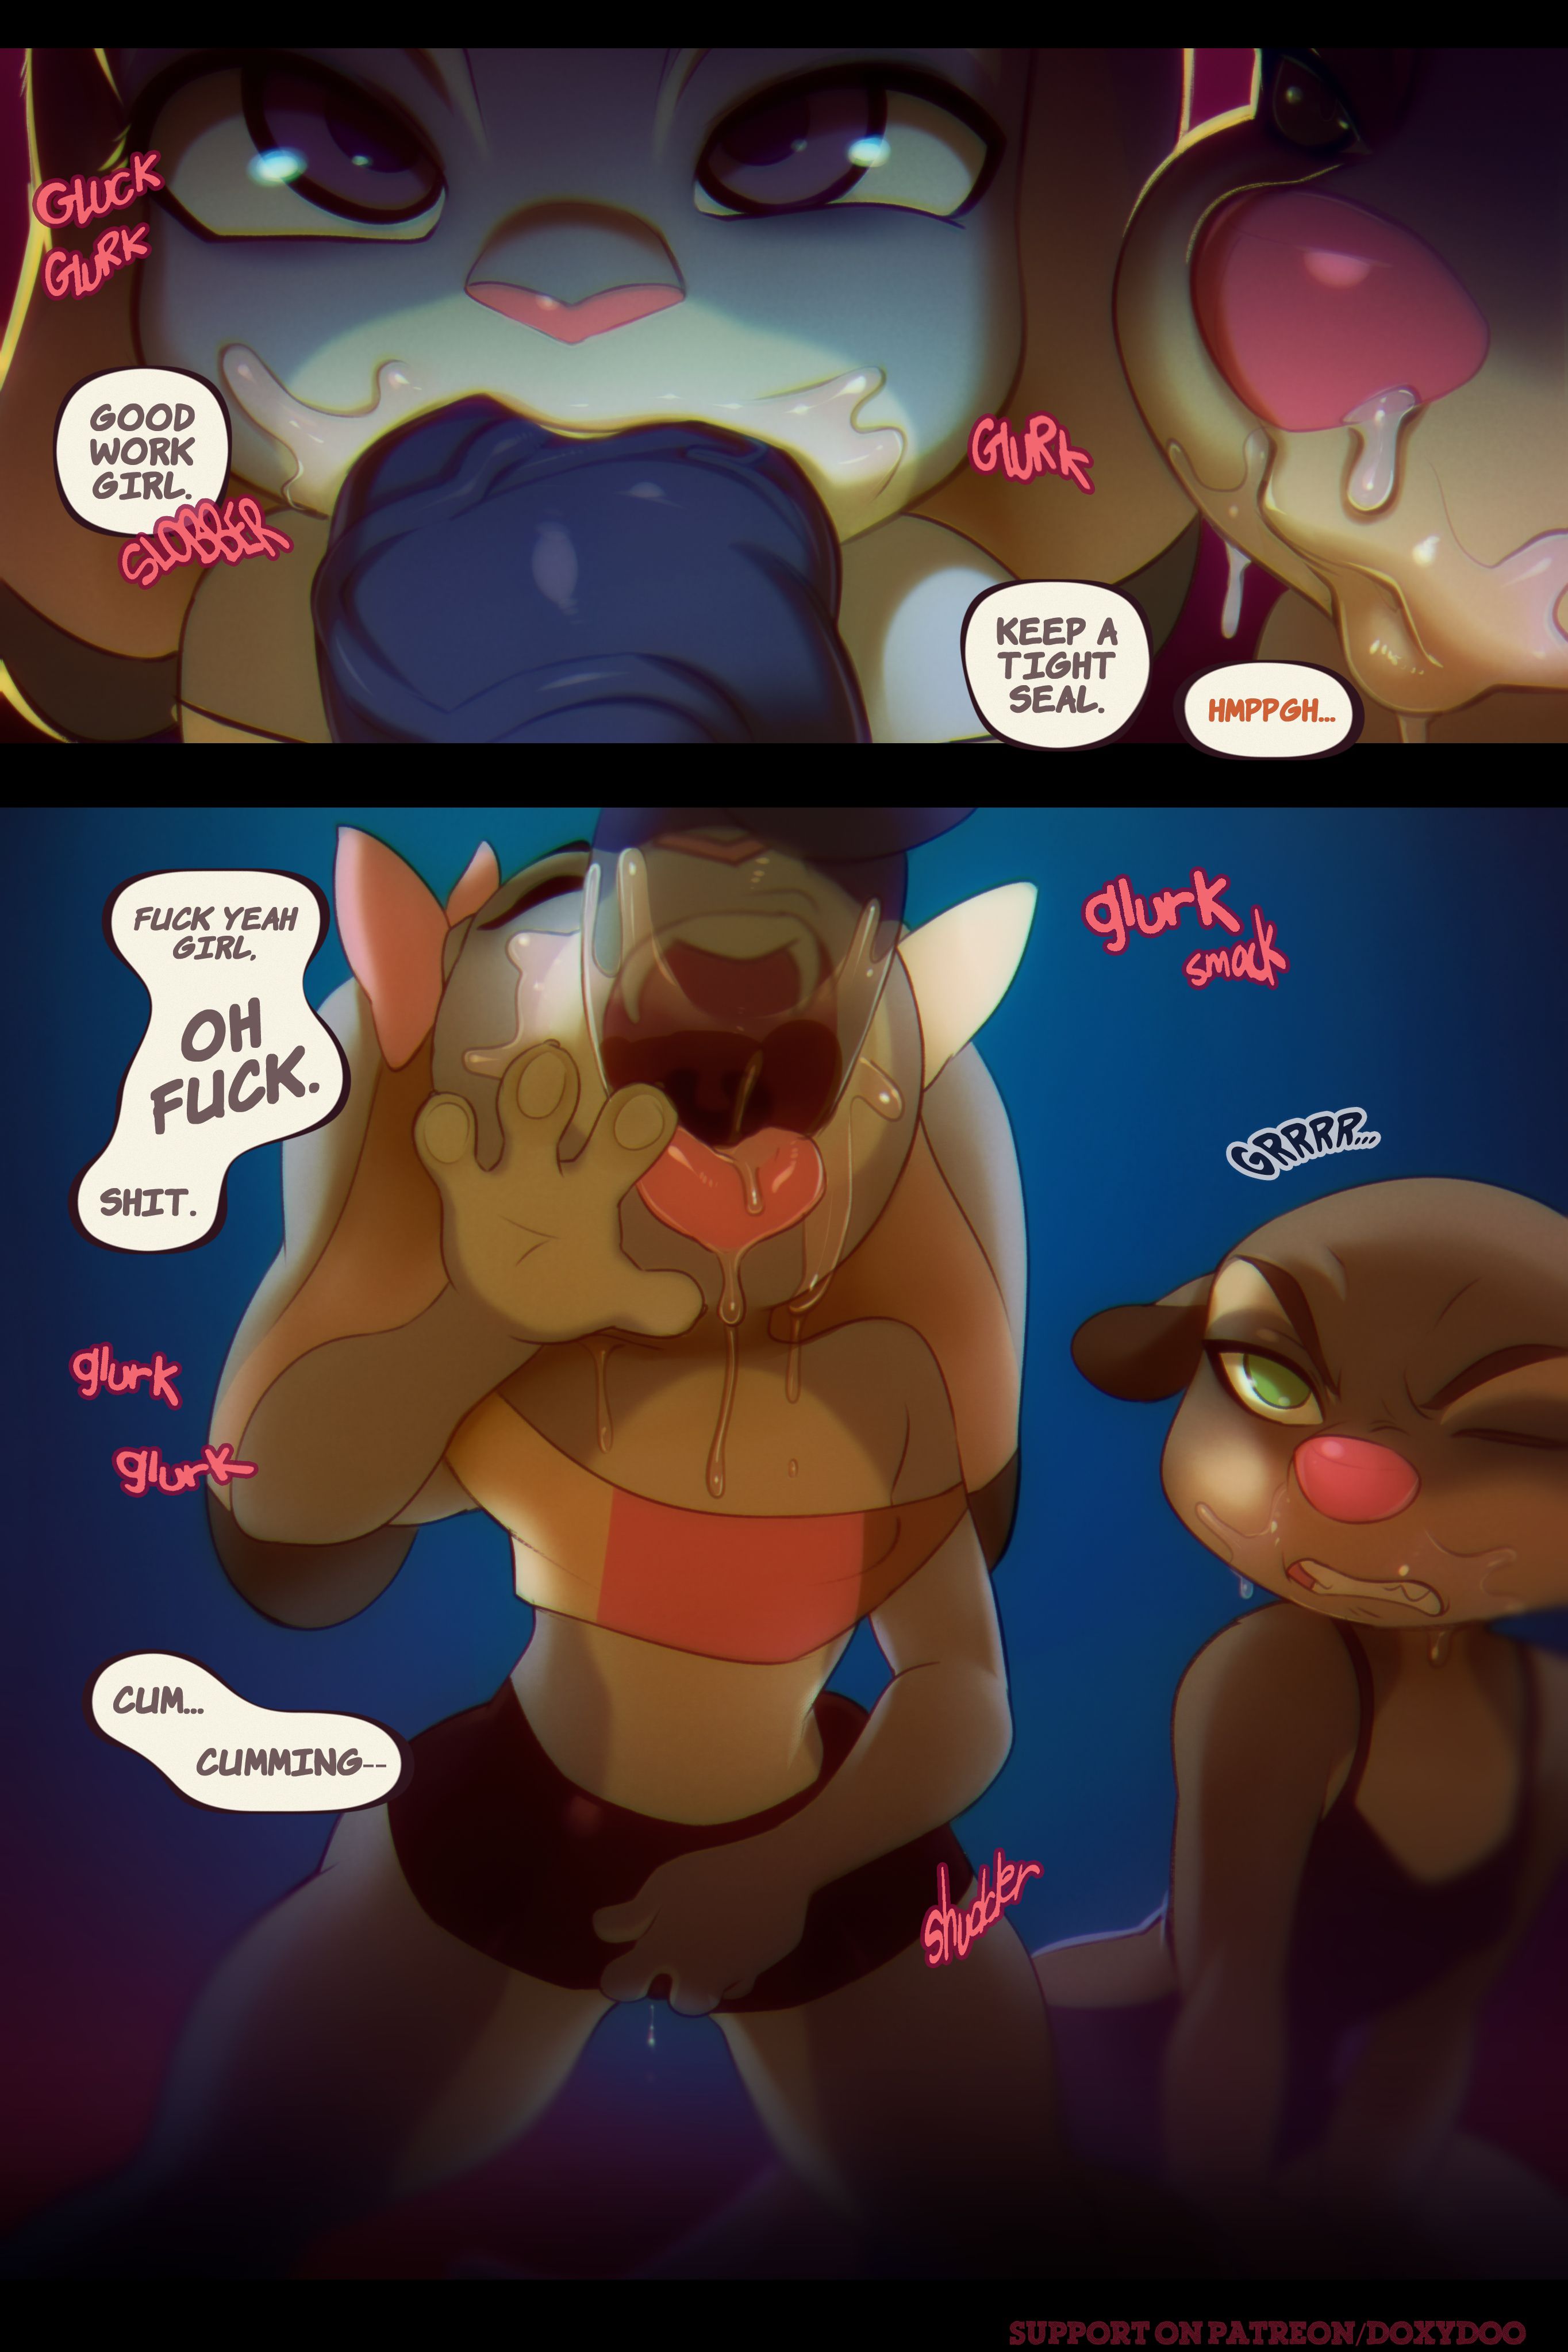 GLUCK
GLURK
GOOD
WORK
GIRL.
SLOBBER
GLURK
KEEP A
TIGHT
SEAL.
HMPPGH...
FUCK YEAH
GIRL,
OH
FUCK.
SHIT.
glurk
smack
GRRRR...
glurk
glurk
CUM...
CUMMING--
shudder
SUPPORT ON PATREON/DOXYDOO